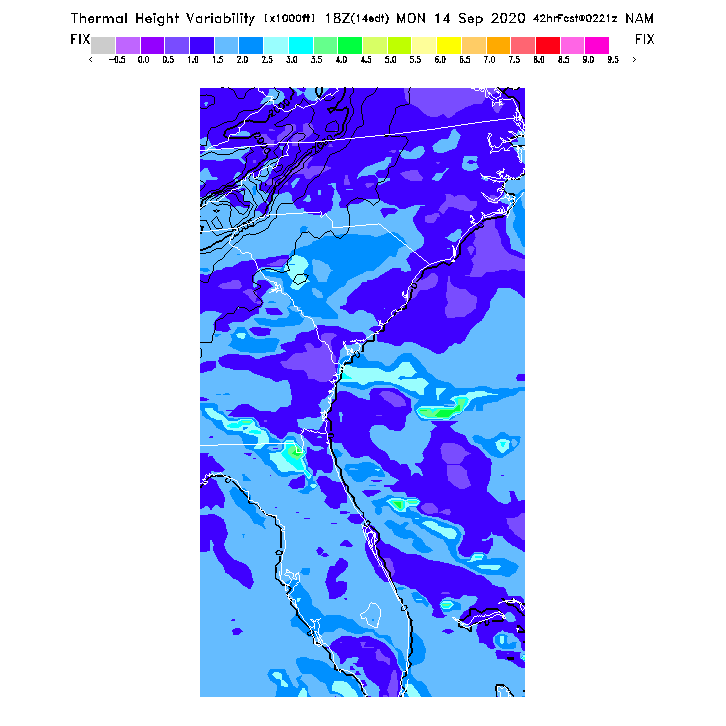 Thermal Height Variability [x1000ft] 18Z(14edt) MON 14 Sep 2020 42hrFcst@0221z NAM
FIX FIX
< -0.5 0.0 0.5 1.0 1.5 2.0 2.5 3.0 3.5 4.0 4.5 5.0 5.5 6.0 6.5 7.0 7.5 8.0 8.5 9.0 9.5 >